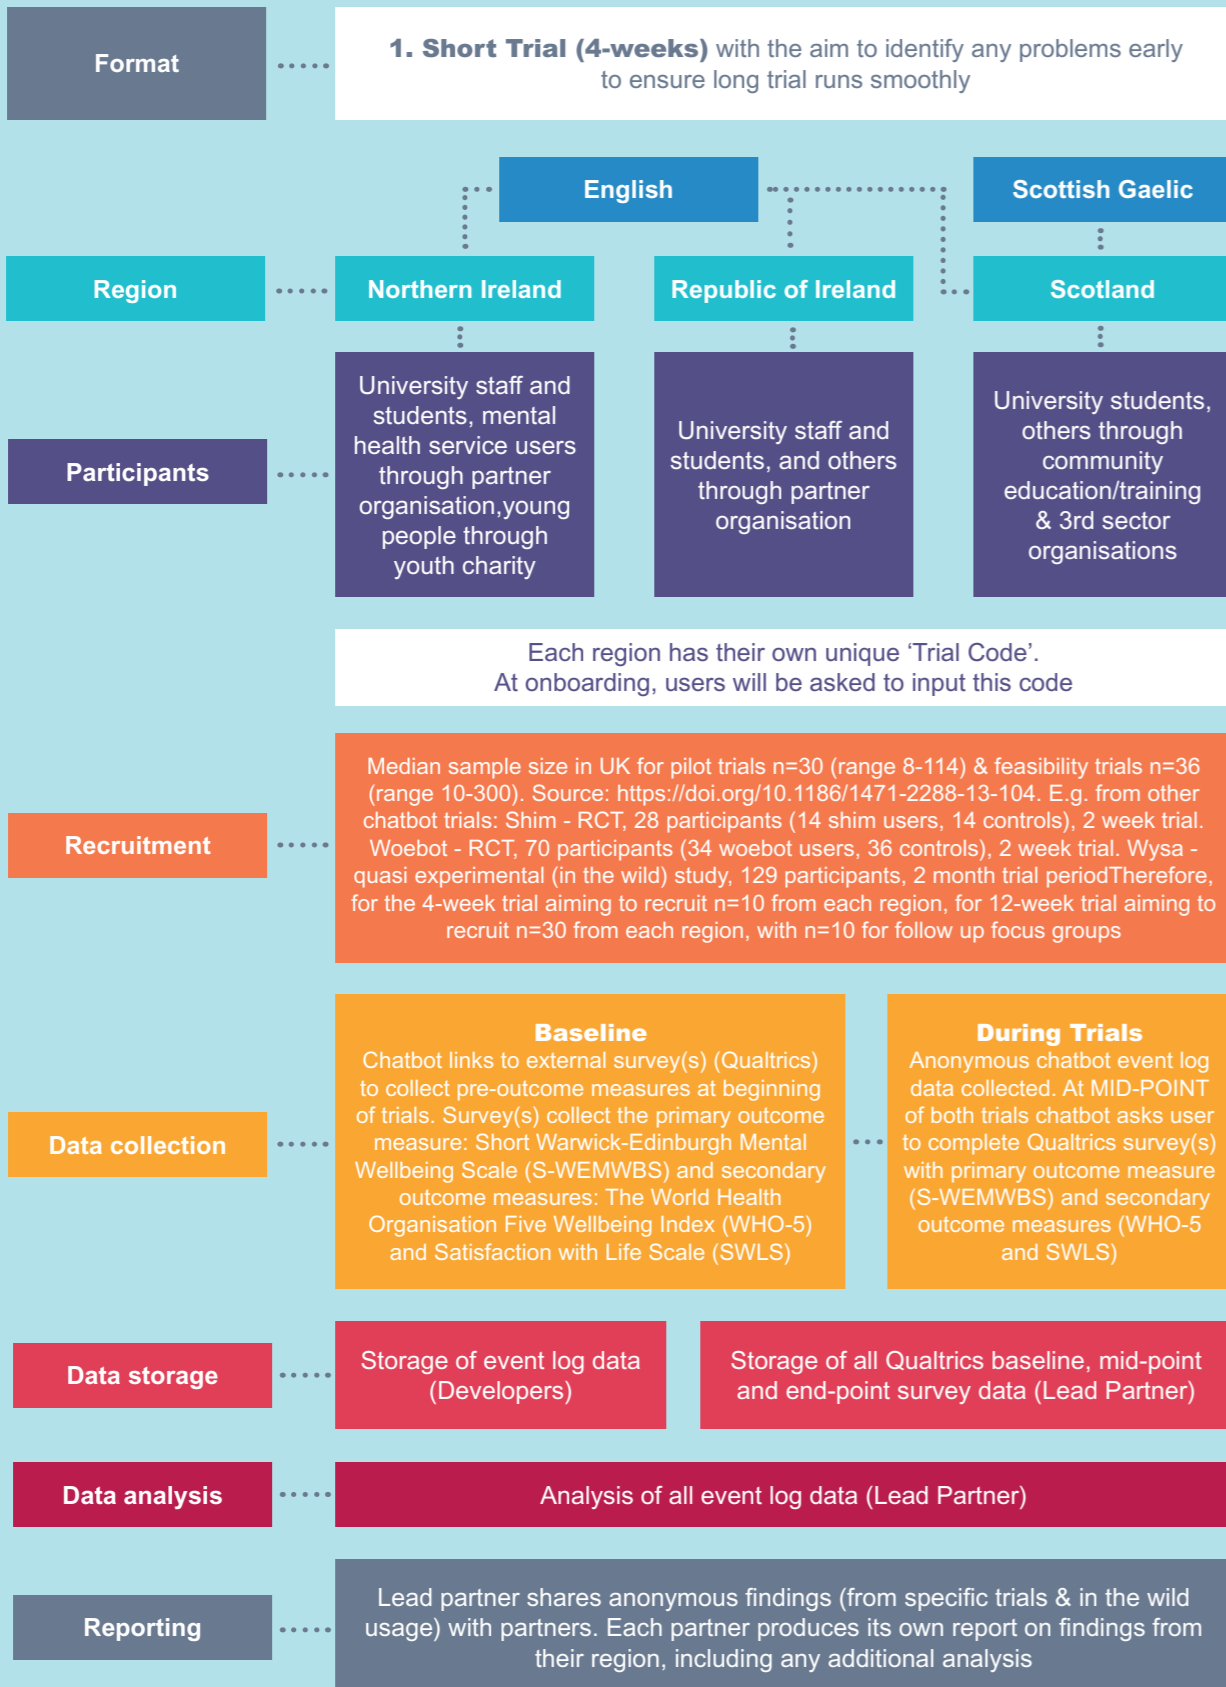 Format
1. Short Trial (4-weeks) with the aim to identify any problems early
to ensure long trial runs smoothly
English
Scottish Gaelic
Region
Northern Ireland
Republic of Ireland
Scotland
Participants
University staff and
students, mental
health service users
through partner
organisation,young
people through
youth charity
University staff and
students, and others
through partner
organisation
University students,
others through
community
education/training
& 3rd sector
organisations
Each region has their own unique ‘Trial Code’.
At onboarding, users will be asked to input this code
Recruitment
Median sample size in UK for pilot trials n=30 (range 8-114) & feasibility trials n=36
(range 10-300). Source: https://doi.org/10.1186/1471-2288-13-104. E.g. from other
chatbot trials: Shim - RCT, 28 participants (14 shim users, 14 controls), 2 week trial.
Woebot - RCT, 70 participants (34 woebot users, 36 controls), 2 week trial. Wysa -
quasi experimental (in the wild) study, 129 participants, 2 month trial periodTherefore,
for the 4-week trial aiming to recruit n=10 from each region, for 12-week trial aiming to
recruit n=30 from each region, with n=10 for follow up focus groups
Data collection
Baseline
Chatbot links to external survey(s) (Qualtrics)
to collect pre-outcome measures at beginning
of trials. Survey(s) collect the primary outcome
measure: Short Warwick-Edinburgh Mental
Wellbeing Scale (S-WEMWBS) and secondary
outcome measures: The World Health
Organisation Five Wellbeing Index (WHO-5)
and Satisfaction with Life Scale (SWLS)
During Trials
Anonymous chatbot event log
data collected. At MID-POINT
of both trials chatbot asks user
to complete Qualtrics survey(s)
with primary outcome measure
(S-WEMWBS) and secondary
outcome measures (WHO-5
and SWLS)
Data storage
Storage of event log data
(Developers)
Storage of all Qualtrics baseline, mid-point
and end-point survey data (Lead Partner)
Data analysis
Analysis of all event log data (Lead Partner)
Reporting
Lead partner shares anonymous findings (from specific trials & in the wild
usage) with partners. Each partner produces its own report on findings from
their region, including any additional analysis